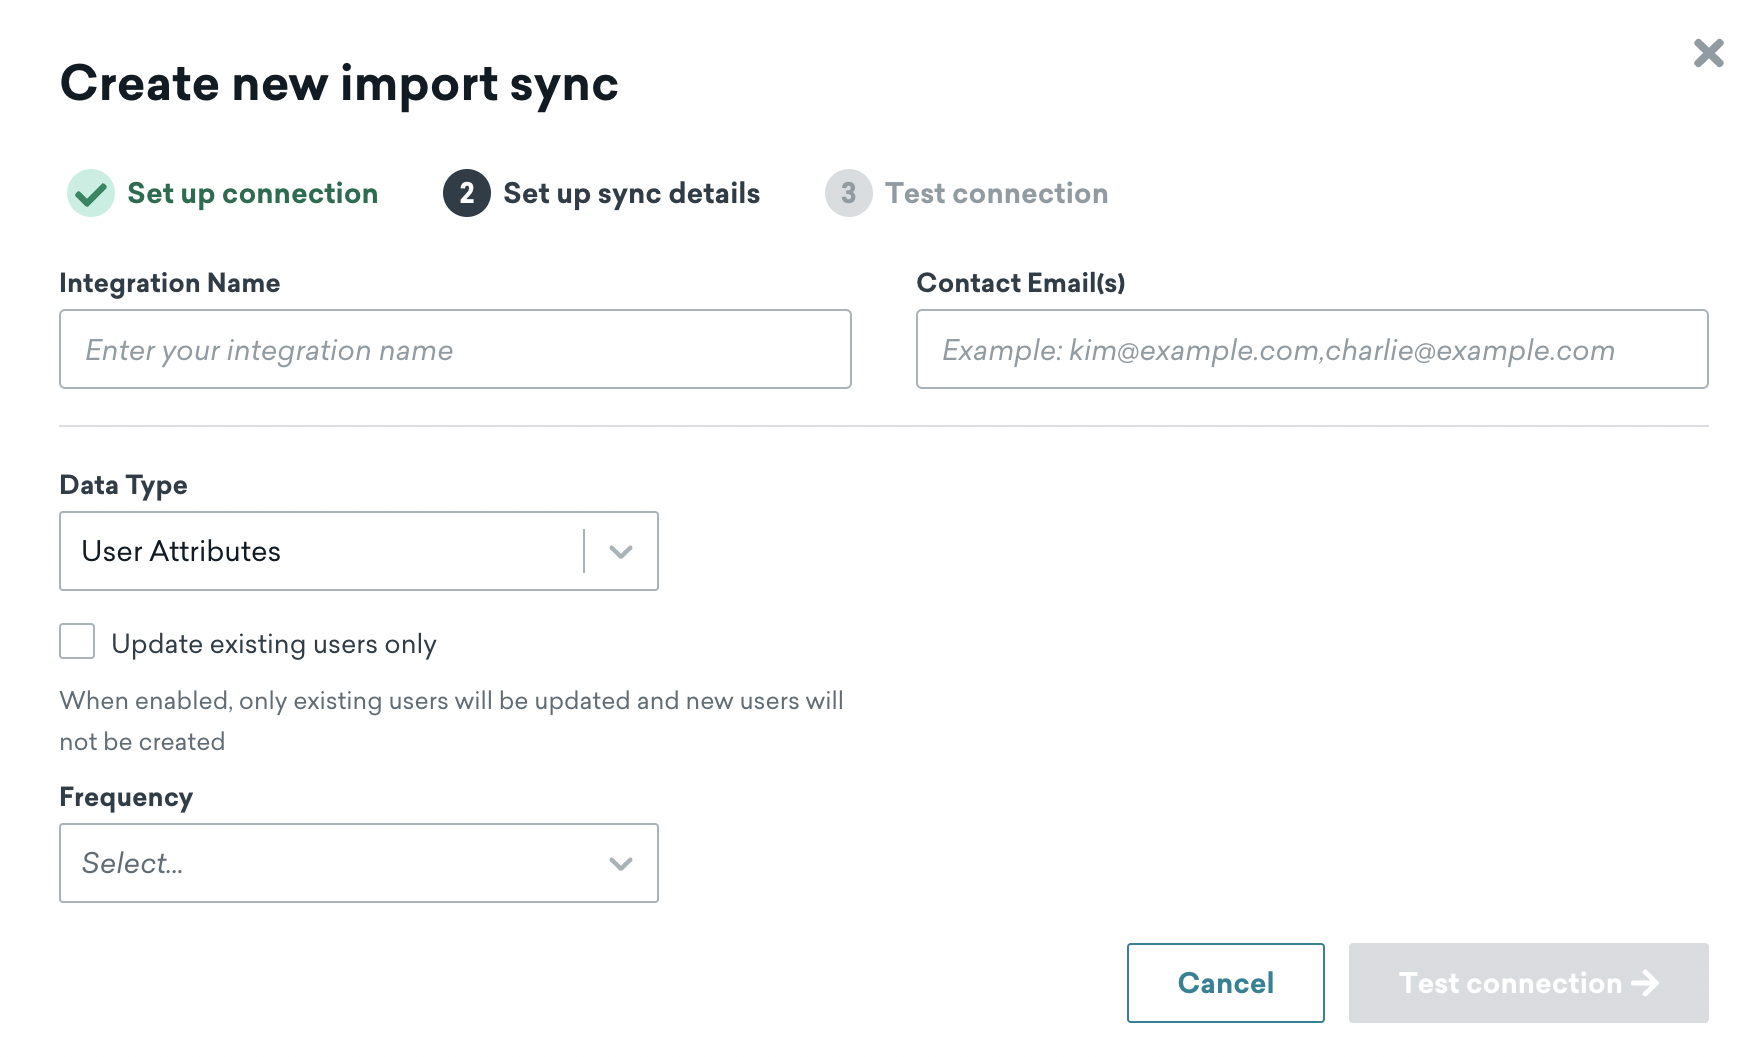 Create new import sync
Set up connection
2 Set up sync details
3 Test connection
Integration Name
Enter your integration name
Contact Email(s)
Example: kim@example.com,charlie@example.com
Data Type
User Attributes
Update existing users only
When enabled, only existing users will be updated and new users will
not be created
Frequency
Select...
Cancel
Test connection